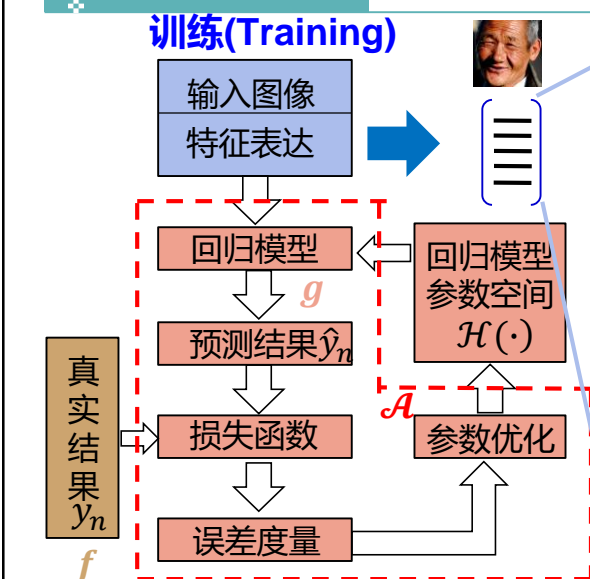 训练(Training)
输入图像
特征表达
回归模型
g
预测结果ŷₙ
损失函数
误差度量
真
实
结
果
yₙ
f
回归模型
参数空间
ℋ(·)
𝒜
参数优化